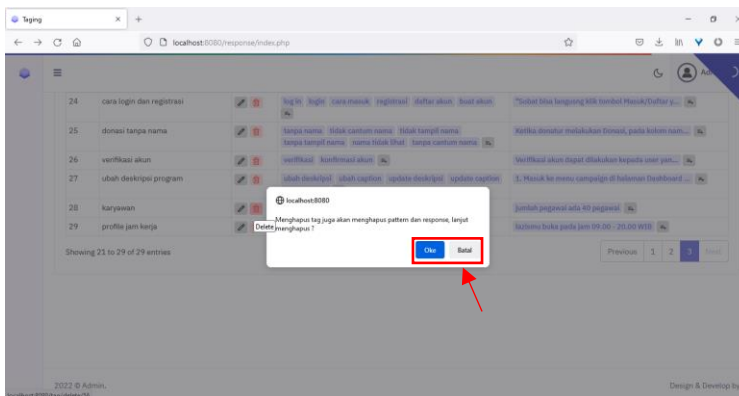 Taging
localhost:8080/response/index.php
24 cara login dan registrasi log in login cara masuk registrasi daftar akun buat akun "Sobat bisa langsung klik tombol Masuk/Daftar y...
25 donasi tanpa nama tanpa nama tidak cantum nama tidak tampil nama Ketika donatur melakukan Donasi, pada kolom nam...
tanpa tampil nama nama tidak lihat tanpa cantum nama
26 verifikasi akun verifikasi konfirmasi akun Verifikasi akun dapat dilakukan kepada user yan...
27 ubah deskripsi program ubah deskripsi ubah caption update deskripsi update caption 1. Masuk ke menu campaign di halaman Dashboard ...
localhost:8080
28 karyawan Jumlah pegawai ada 40 pegawai
Menghapus tag juga akan menghapus pattern dan response, lanjut
menghapus ?
29 profile jam kerja Delete buka pada jam 09.00 - 20.00 WIB
Oke Batal
Showing 21 to 29 of 29 entries Previous 1 2 3 Next
2022 © Admin. Design & Develop by